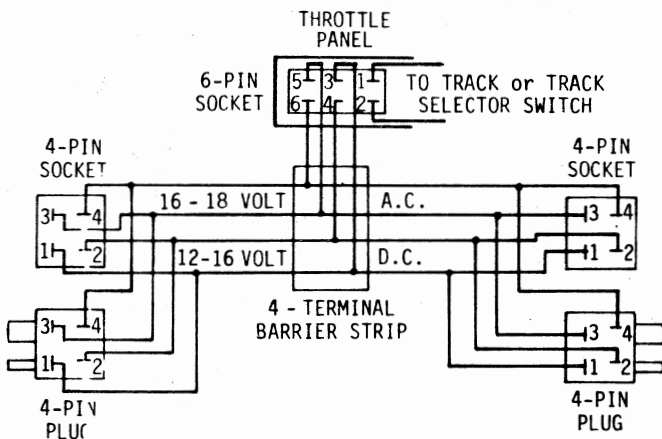 THROTTLE
PANEL
6-PIN
SOCKET
5 3 1
6 4 2
TO TRACK or TRACK
SELECTOR SWITCH
4-PIN
SOCKET
3 4
1 2
4-PIN
SOCKET
3 4
1 2
16-18 VOLT A.C.
12-16 VOLT D.C.
4-TERMINAL
BARRIER STRIP
3 4
1 2
4-PIN
3 4
1 2
4-PIN
PLUG